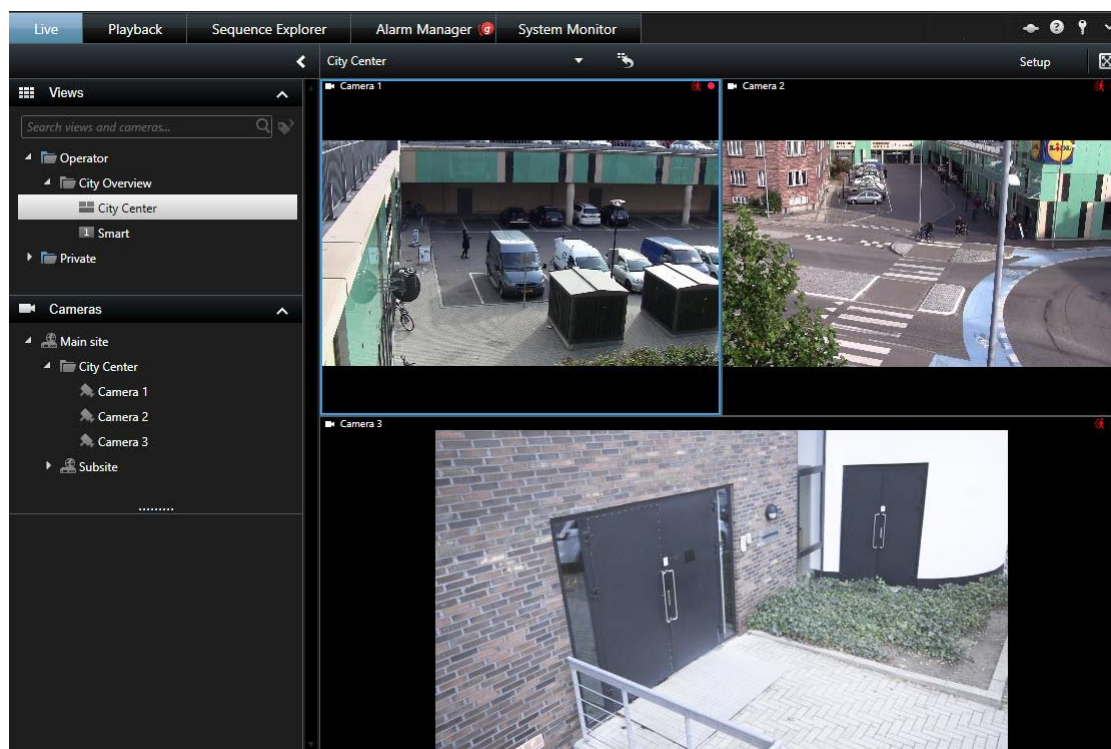 Live Playback Sequence Explorer Alarm Manager 9 System Monitor
City Center Setup
Views
Search views and cameras...
Operator
City Overview
City Center
1 Smart
Private
Cameras
Main site
City Center
Camera 1
Camera 2
Camera 3
Subsite
Camera 1
Camera 2
LIDL
Camera 3